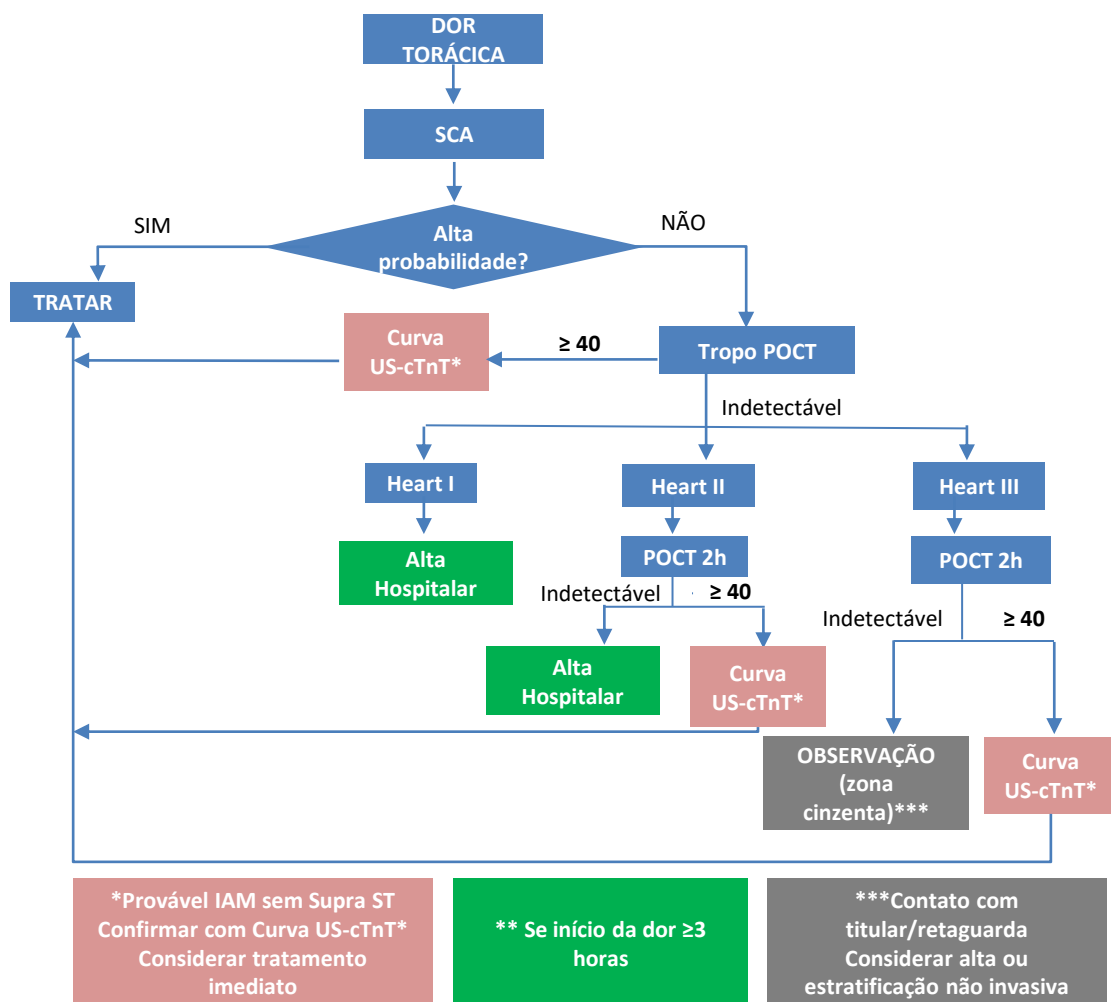 DOR
TORÁCICA
SCA
SIM
NÃO
Alta
probabilidade?
TRATAR
Curva
US-cTnT*
≥ 40
Tropo POCT
Indetectável
Heart I
Heart II
Heart III
Alta
Hospitalar
POCT 2h
POCT 2h
Indetectável
≥ 40
Indetectável
≥ 40
Alta
Hospitalar
Curva
US-cTnT*
OBSERVAÇÃO
(zona
cinzenta)***
Curva
US-cTnT*
*Provável IAM sem Supra ST
Confirmar com Curva US-cTnT*
Considerar tratamento
imediato
** Se início da dor ≥3
horas
***Contato com
titular/retaguarda
Considerar alta ou
estratificação não invasiva